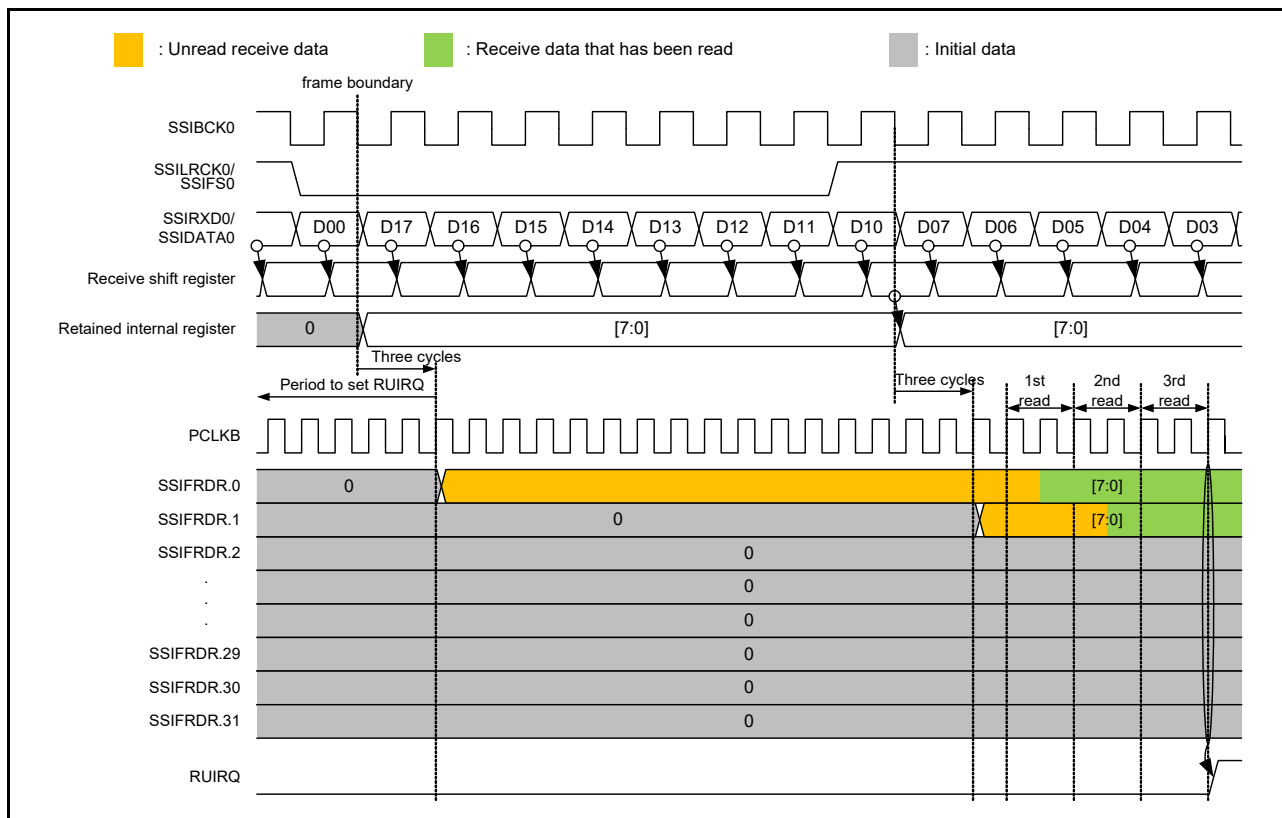 : Unread receive data
: Receive data that has been read
: Initial data
frame boundary
SSIBCK0
SSILRCK0/
SSIFS0
SSIRXD0/
SSIDATA0
D00 D17 D16 D15 D14 D13 D12 D11 D10 D07 D06 D05 D04 D03
Receive shift register
Retained internal register
0 [7:0] [7:0]
Three cycles
Period to set RUIRQ
Three cycles
1st
read
2nd
read
3rd
read
PCLKB
SSIFRDR.0
0 [7:0]
SSIFRDR.1
0 [7:0]
SSIFRDR.2
0
.
0
.
.
0
SSIFRDR.29
0
SSIFRDR.30
0
SSIFRDR.31
0
RUIRQ